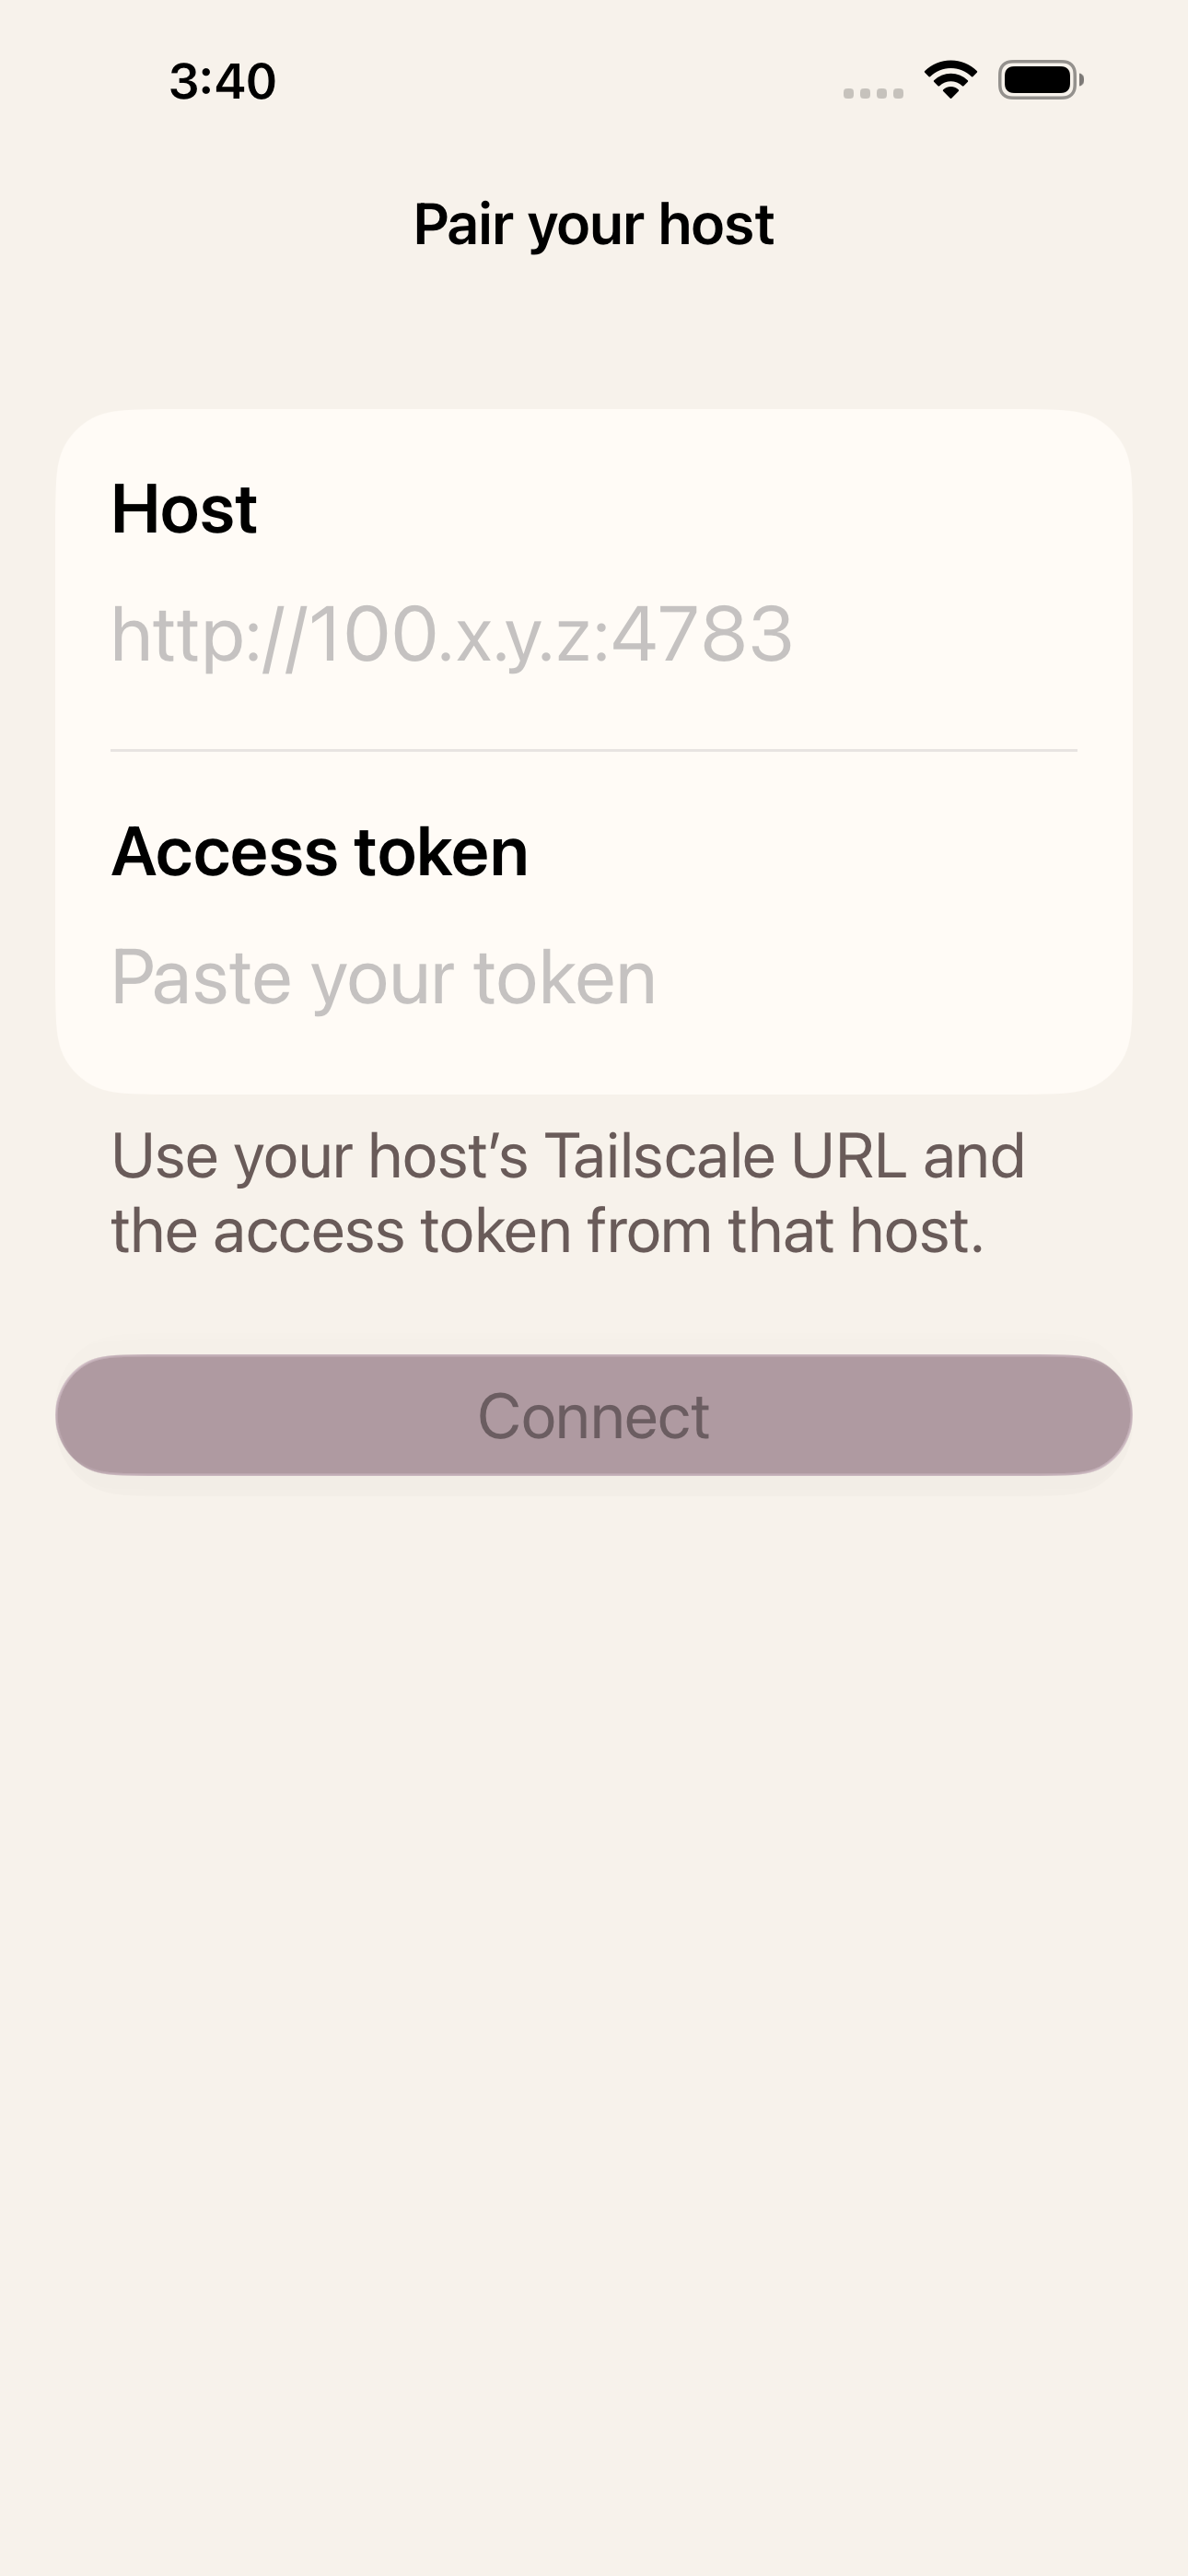 3:40
Pair your host
Host
http://100.x.y.z:4783
Access token
Paste your token
Use your host’s Tailscale URL and
the access token from that host.
Connect